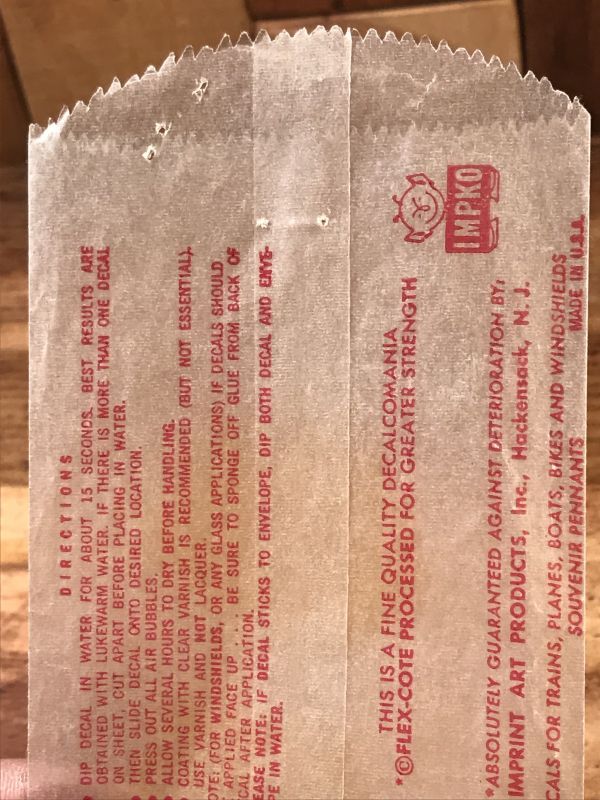 DIRECTIONS
DIP DECAL IN WATER FOR ABOUT 15 SECONDS. BEST RESULTS ARE
OBTAINED WITH LUKEWARM WATER. IF THERE IS MORE THAN ONE DECAL
ON SHEET, CUT APART BEFORE PLACING IN WATER.
THEN SLIDE DECAL ONTO DESIRED LOCATION.
PRESS OUT ALL AIR BUBBLES.
ALLOW SEVERAL HOURS TO DRY BEFORE HANDLING.
COATING WITH CLEAR VARNISH IS RECOMMENDED (BUT NOT ESSENTIAL).
USE VARNISH AND NOT LACQUER.
OTE: (FOR WINDSHIELDS, OR ANY GLASS APPLICATIONS) IF DECALS SHOULD
APPLIED FACE UP .... BE SURE TO SPONGE OFF GLUE FROM BACK OF
CAL AFTER APPLICATION.
EASE NOTE: IF DECAL STICKS TO ENVELOPE, DIP BOTH DECAL AND ENVE-
PE IN WATER.
IMPKO
THIS IS A FINE QUALITY DECALCOMANIA
*©FLEX-COTE PROCESSED FOR GREATER STRENGTH
*ABSOLUTELY GUARANTEED AGAINST DETERIORATION BY:
IMPRINT ART PRODUCTS, Inc., Hackensack, N. J.
CALS FOR TRAINS, PLANES, BOATS, BIKES AND WINDSHIELDS
SOUVENIR PENNANTS MADE IN U.S.A.